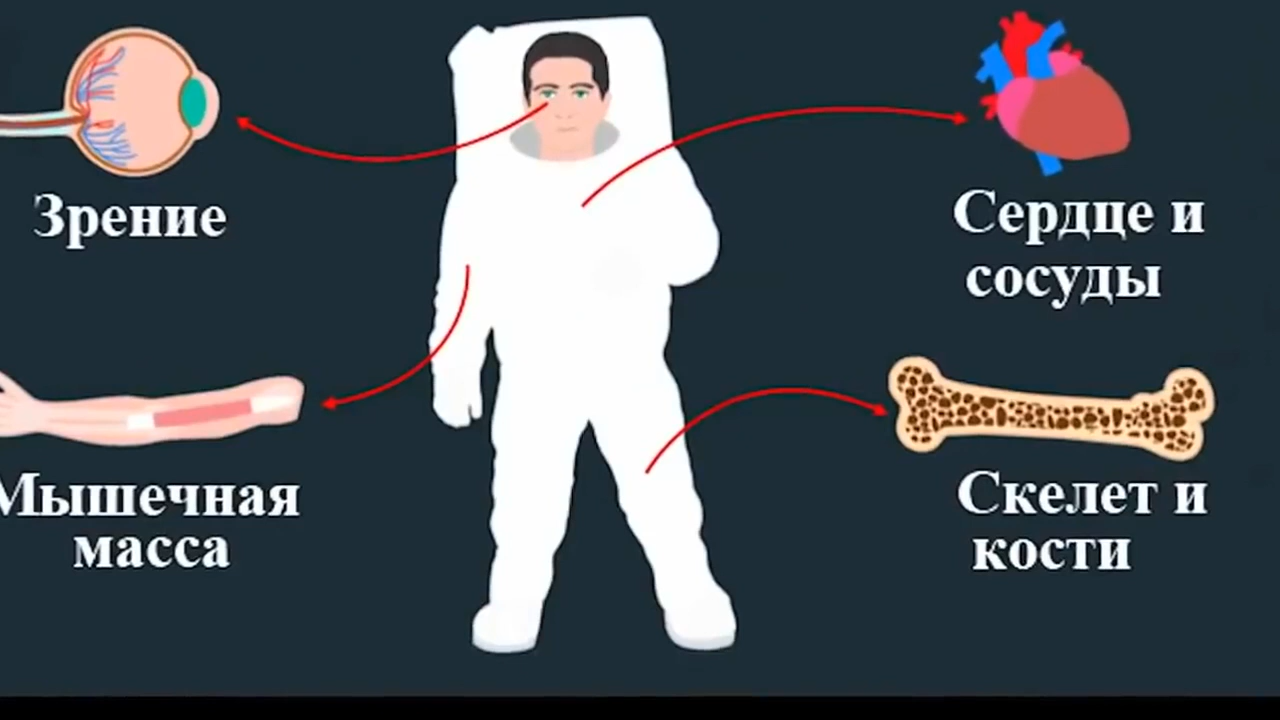 Зрение
Сердце и
сосуды
Мышечная
масса
Скелет и
кости